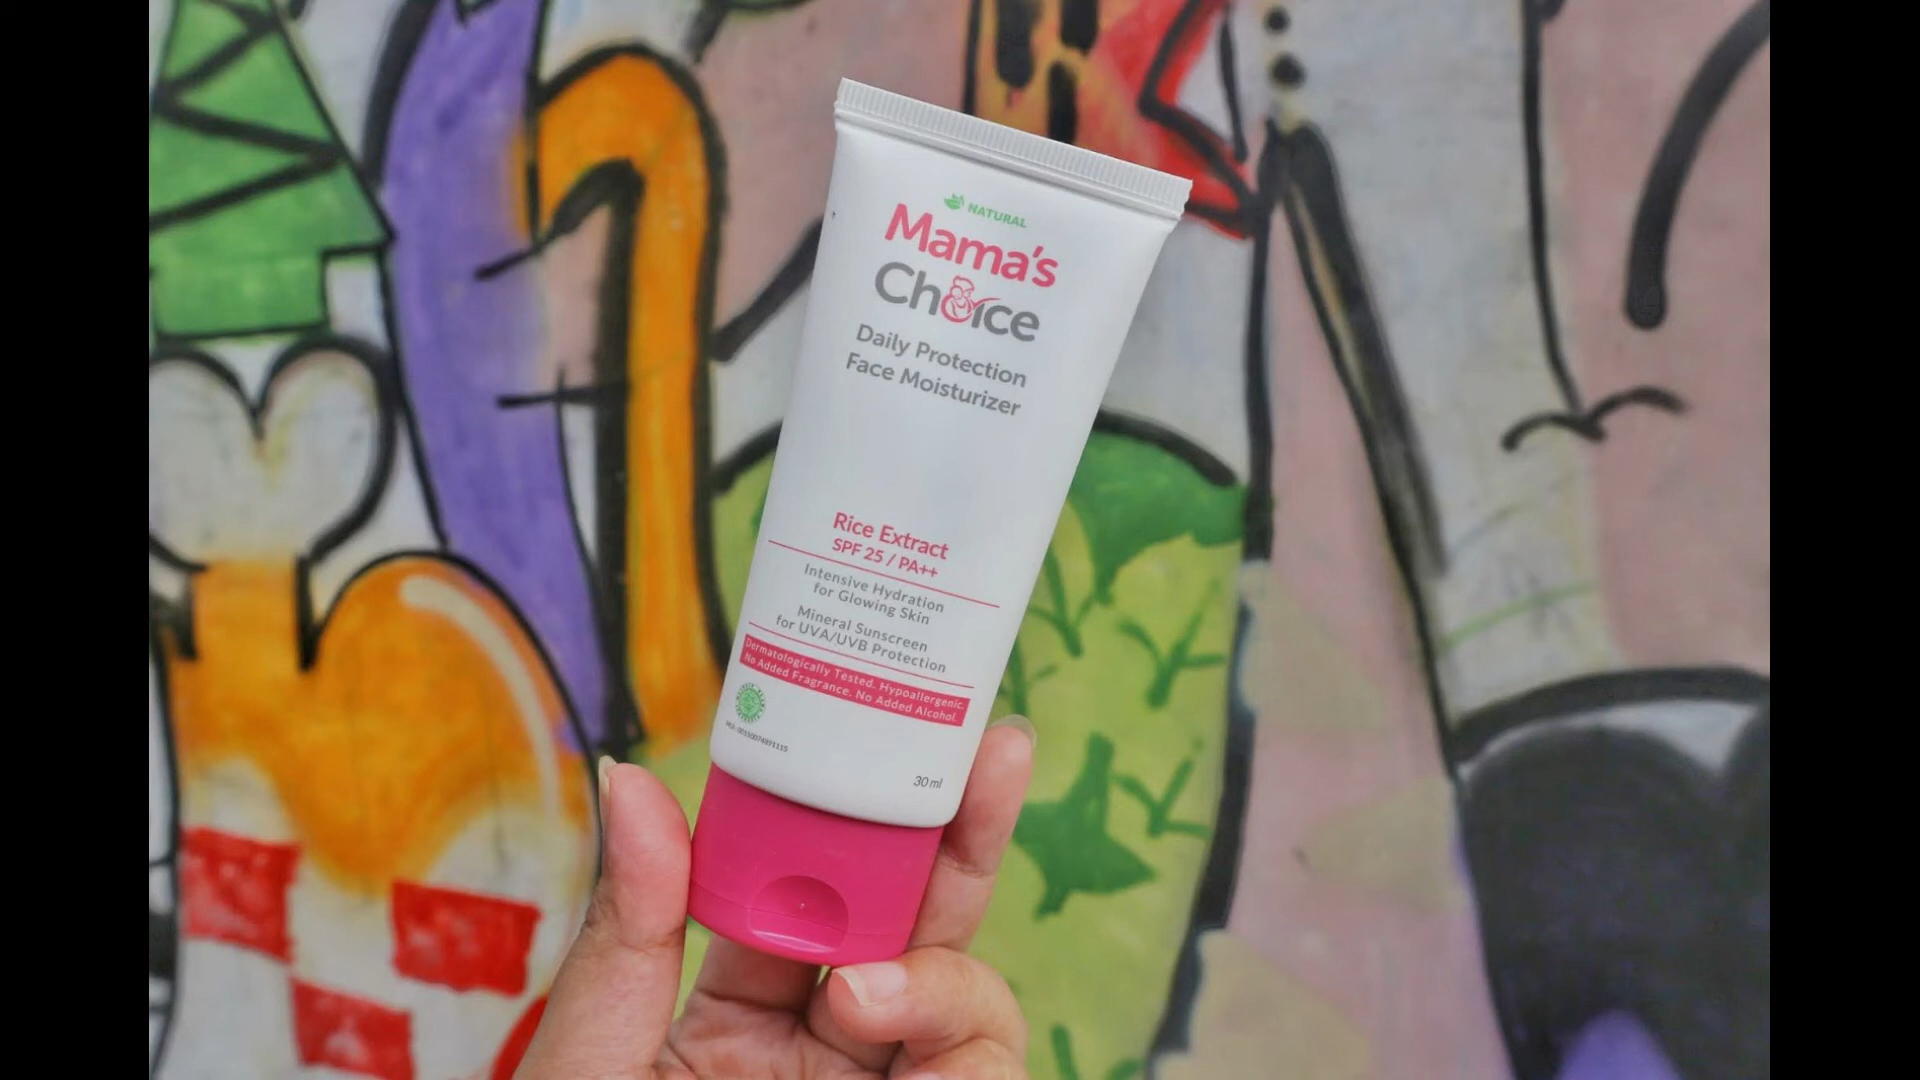 NATURAL
Mama's
Choice
Daily Protection
Face Moisturizer
Rice Extract
SPF 25 / PA++
Intensive Hydration
for Glowing Skin
Mineral Sunscreen
for UVA/UVB Protection
Dermatologically Tested. Hypoallergenic.
No Added Fragrance. No Added Alcohol.
30 ml